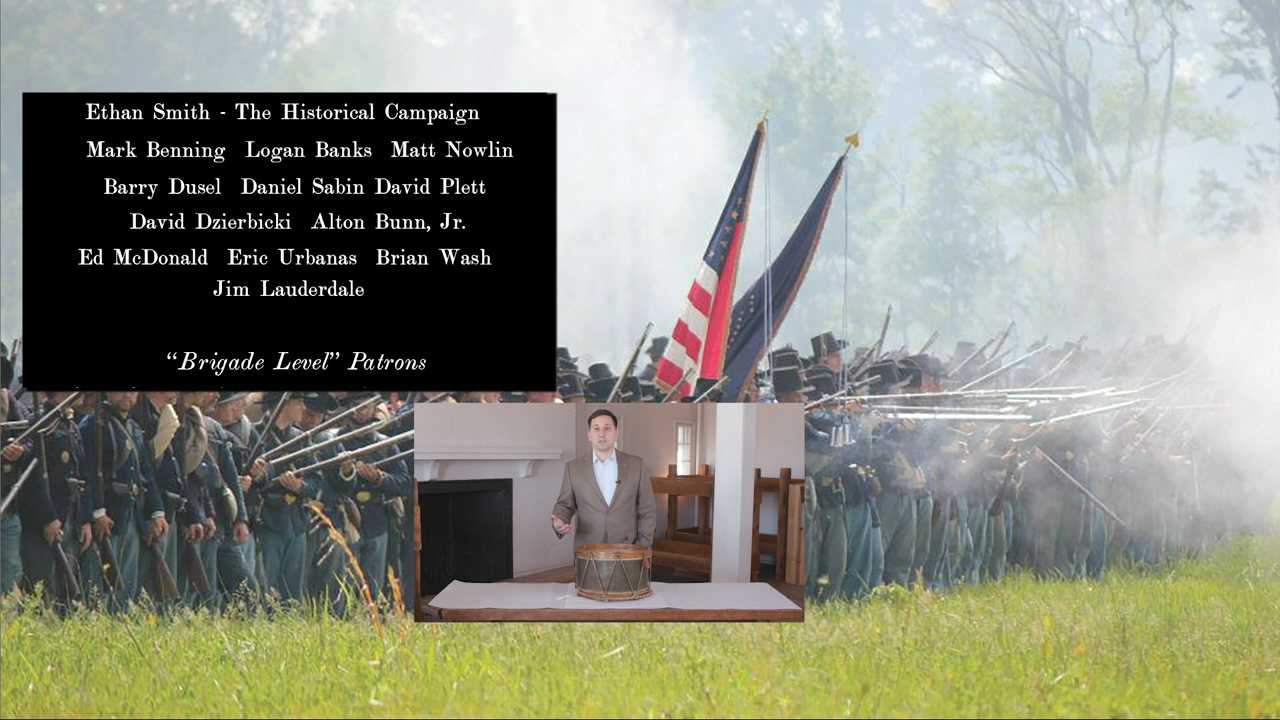 Ethan Smith - The Historical Campaign
Mark Benning Logan Banks Matt Nowlin
Barry Dusel Daniel Sabin David Plett
David Dzierbicki Alton Bunn, Jr.
Ed McDonald Eric Urbanas Brian Wash
Jim Lauderdale
“Brigade Level” Patrons